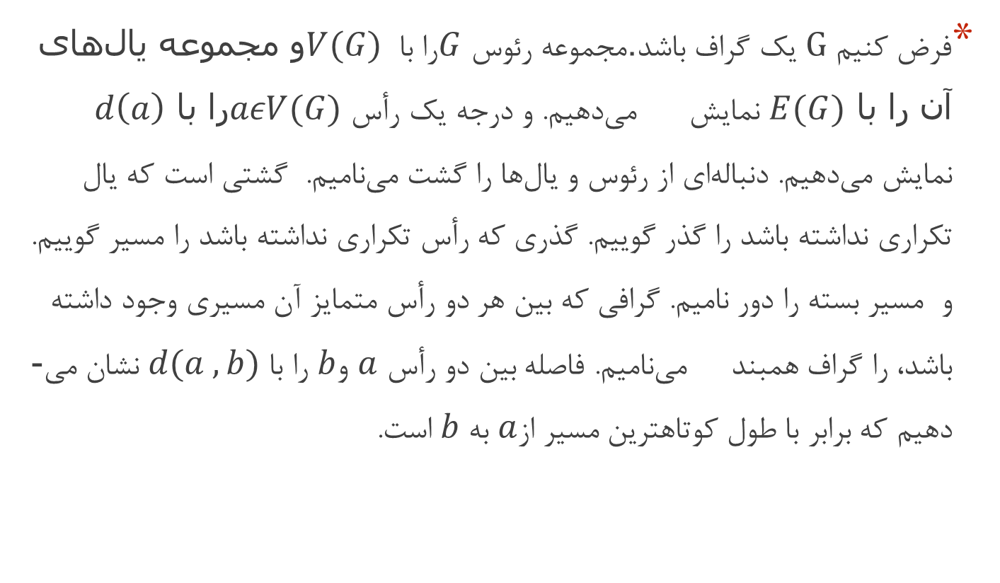 *فرض کنیم G یک گراف باشد.مجموعه رئوس G را با V(G) و مجموعه یال‌های
آن را با E(G) نمایش می‌دهیم. و درجه یک رأس aϵV(G) را با d(a)
نمایش می‌دهیم. دنباله‌ای از رئوس و یال‌ها را گشت می‌نامیم. گشتی است که یال
تکراری نداشته باشد را گذر گوییم. گذری که رأس تکراری نداشته باشد را مسیر گوییم.
و مسیر بسته را دور نامیم. گرافی که بین هر دو رأس متمایز آن مسیری وجود داشته
باشد، را گراف همبند می‌نامیم. فاصله بین دو رأس a و b را با d(a , b) نشان می-
دهیم که برابر با طول کوتاهترین مسیر از a به b است.